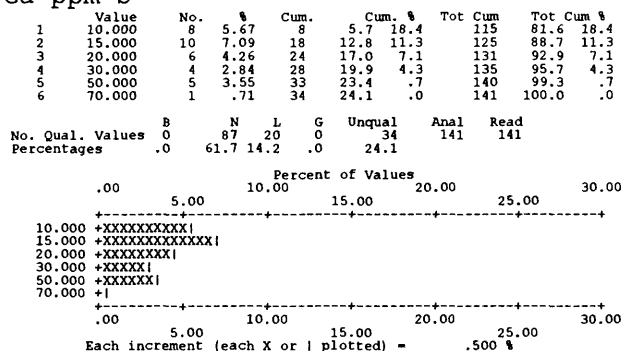 Value      No.    %     Cum.    Cum. %   Tot Cum   Tot Cum %
1    10.000      8   5.67      8    5.7 18.4    115    81.6 18.4
2    15.000     10   7.09     18   12.8 11.3    125    88.7 11.3
3    20.000      6   4.26     24   17.0  7.1    131    92.9  7.1
4    30.000      4   2.84     28   19.9  4.3    135    95.7  4.3
5    50.000      5   3.55     33   23.4   .7    140    99.3   .7
6    70.000      1    .71     34   24.1   .0    141   100.0   .0
B N L G Unqual Anal Read
No. Qual. Values 0 87 20 0 34 141 141
Percentages .0 61.7 14.2 .0 24.1
Percent of Values
.00 10.00 20.00 30.00
5.00 15.00 25.00
+---------+---------+---------+---------+---------+---------+
10.000 +XXXXXXXXXX|
15.000 +XXXXXXXXXXXXX|
20.000 +XXXXXXXX|
30.000 +XXXXX|
50.000 +XXXXXX|
70.000 +|
+---------+---------+---------+---------+---------+---------+
.00 10.00 20.00 30.00
5.00 15.00 25.00
Each increment (each X or | plotted) = .500 %